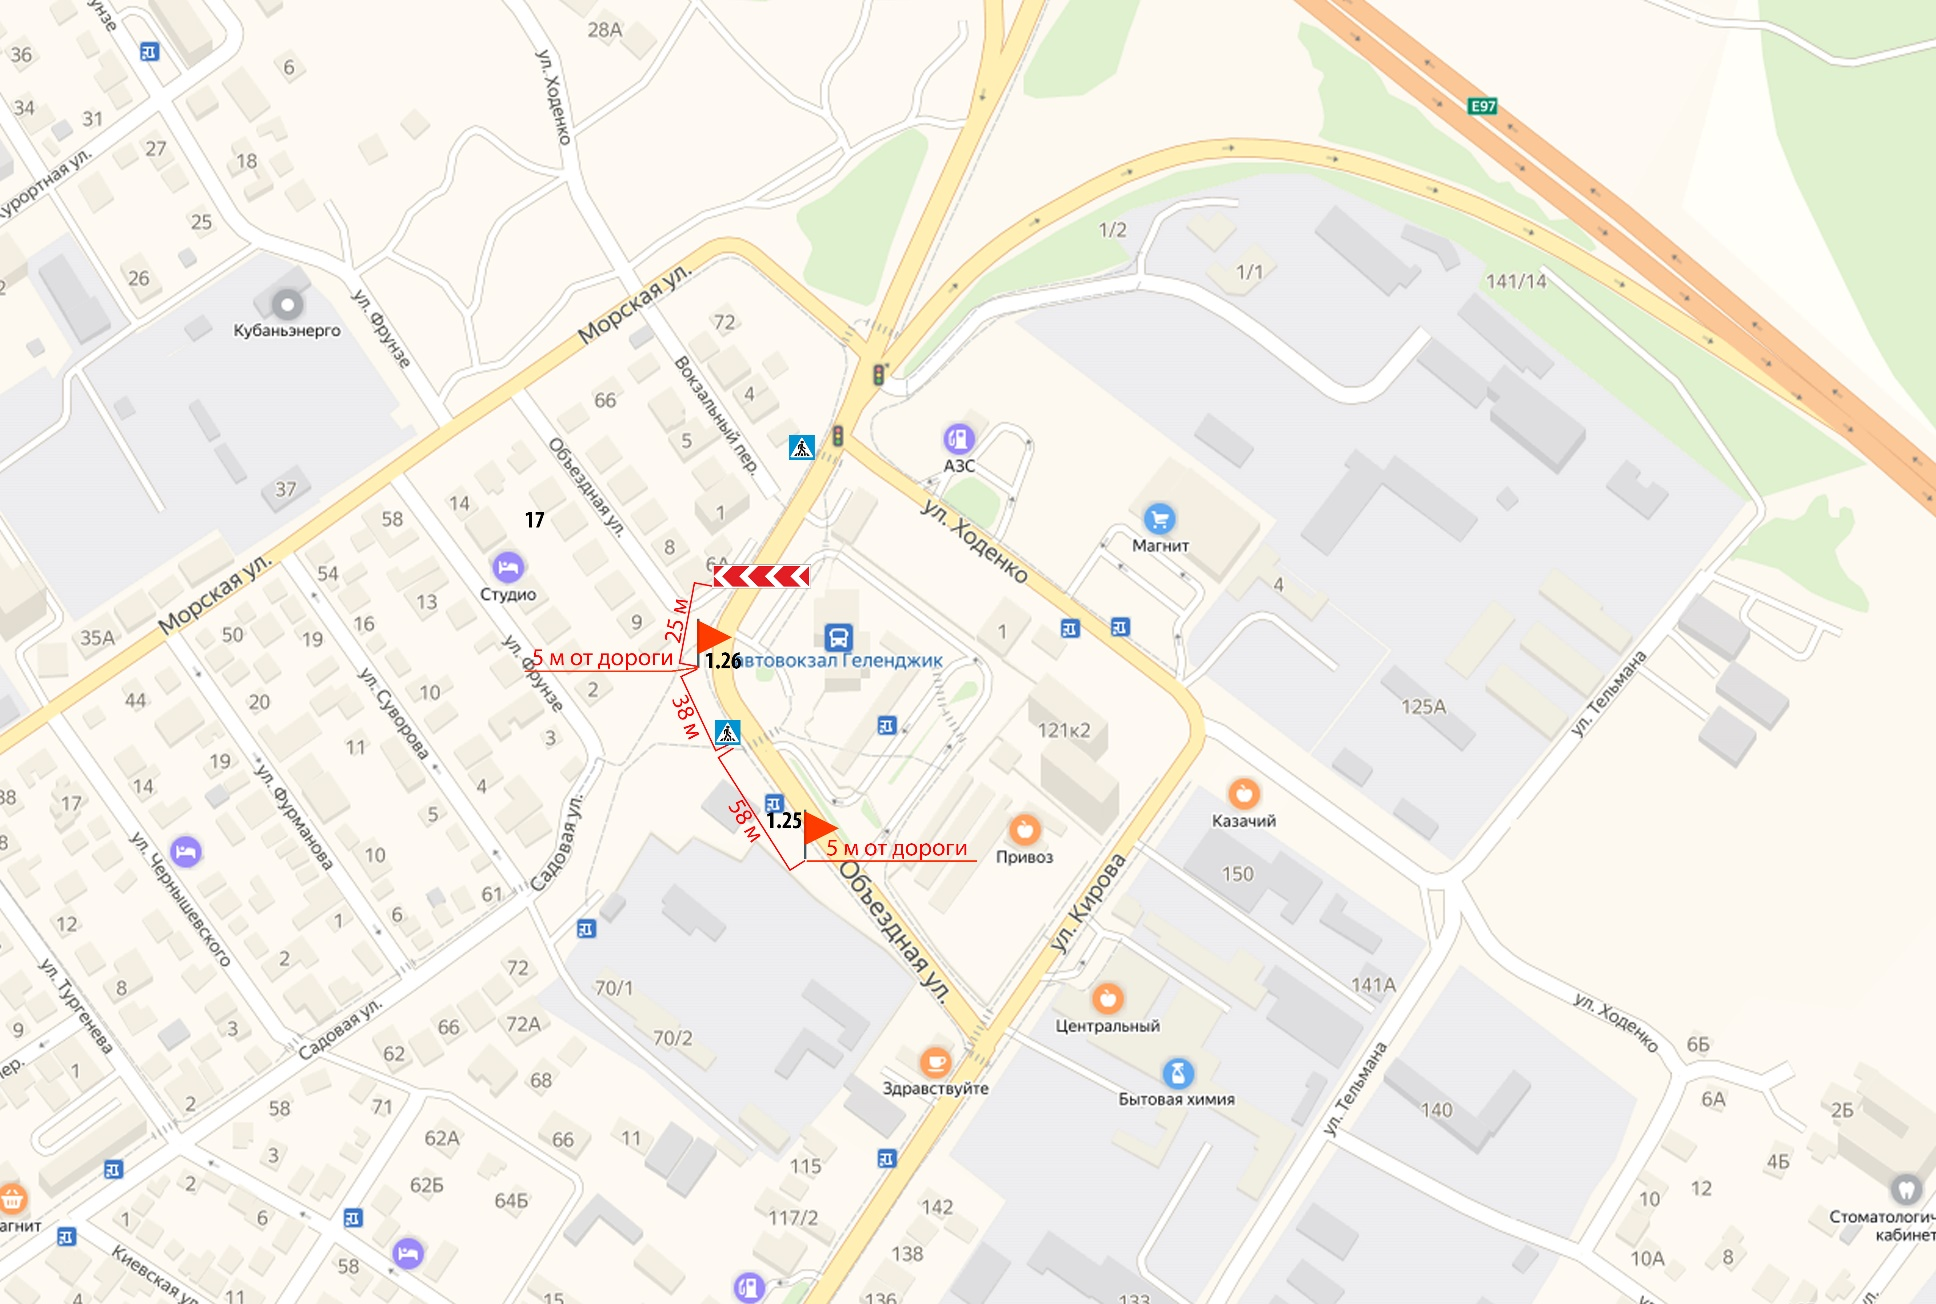 28А
36
6
ул. Ходенко
E97
34
31
27
18
Курортная ул.
25
1/2
26
1/1
141/14
Кубаньэнерго
ул. Фрунзе
Морская ул.
72
66
4
Вокзальный пер.
5
АЗС
Объездная ул.
37
14
58
17
1
ул. Ходенко
Магнит
8
6А
54
Студио
13
4
25 м
16
9
1
35А
50
19
5 м от дороги
1.26
автовокзал Геленджик
Морская ул.
ул. Фрунзе
2
10
44
20
ул. Суворова
38 м
125А
ул. Тельмана
121к2
3
11
19
14
17
4
ул. Фурманова
5
58 м
1.25
5 м от дороги
Казачий
Привоз
ул. Чернышевского
Садовая ул.
10
61
150
Объездная ул.
ул. Кирова
12
1
6
2
72
8
70/1
141А
ул. Тургенева
9
3
66
72А
Центральный
ул. Ходенко
Садовая ул.
62
70/2
6Б
1
68
Здравствуйте
Бытовая химия
6А
2
58
71
140
2Б
ул. Тельмана
62А
66
11
3
115
4Б
2
62Б
64Б
142
10
12
агнит
1
6
117/2
Стоматологич
кабинет
58
138
10А
8
Киевская ул.
4
11
15
136
133